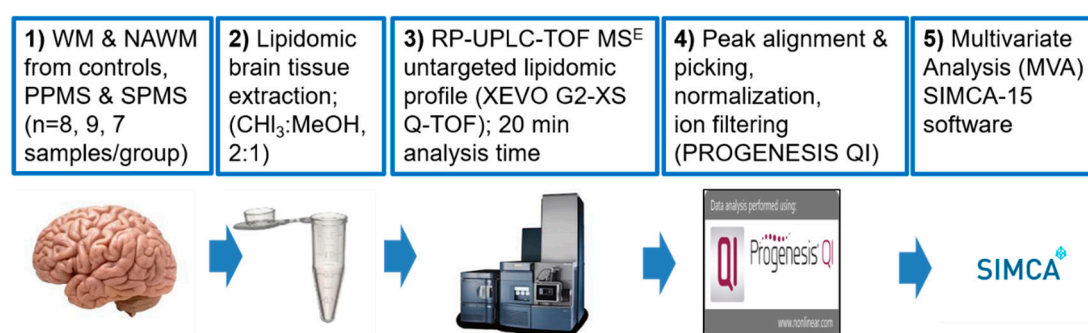 1) WM & NAWM
from controls,
PPMS & SPMS
(n=8, 9, 7
samples/group)
2) Lipidomic
brain tissue
extraction;
(CHI₃:MeOH,
2:1)
3) RP-UPLC-TOF MSᴱ
untargeted lipidomic
profile (XEVO G2-XS
Q-TOF); 20 min
analysis time
4) Peak alignment &
picking,
normalization,
ion filtering
(PROGENESIS QI)
5) Multivariate
Analysis (MVA)
SIMCA-15
software
Data analysis performed using:
QI Progenesis QI
www.nonlinear.com
SIMCA